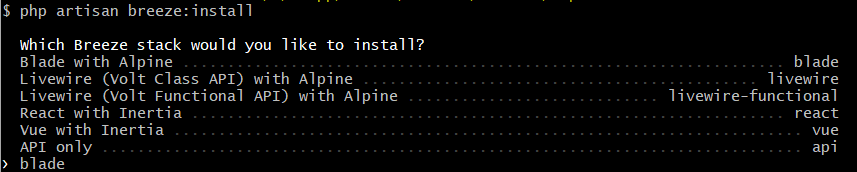 $ php artisan breeze:install
Which Breeze stack would you like to install?
Blade with Alpine ........................................................................ blade
Livewire (Volt Class API) with Alpine ................................................ livewire
Livewire (Volt Functional API) with Alpine ............................ livewire-functional
React with Inertia ....................................................................... react
Vue with Inertia ........................................................................... vue
API only ................................................................................... api
❯ blade